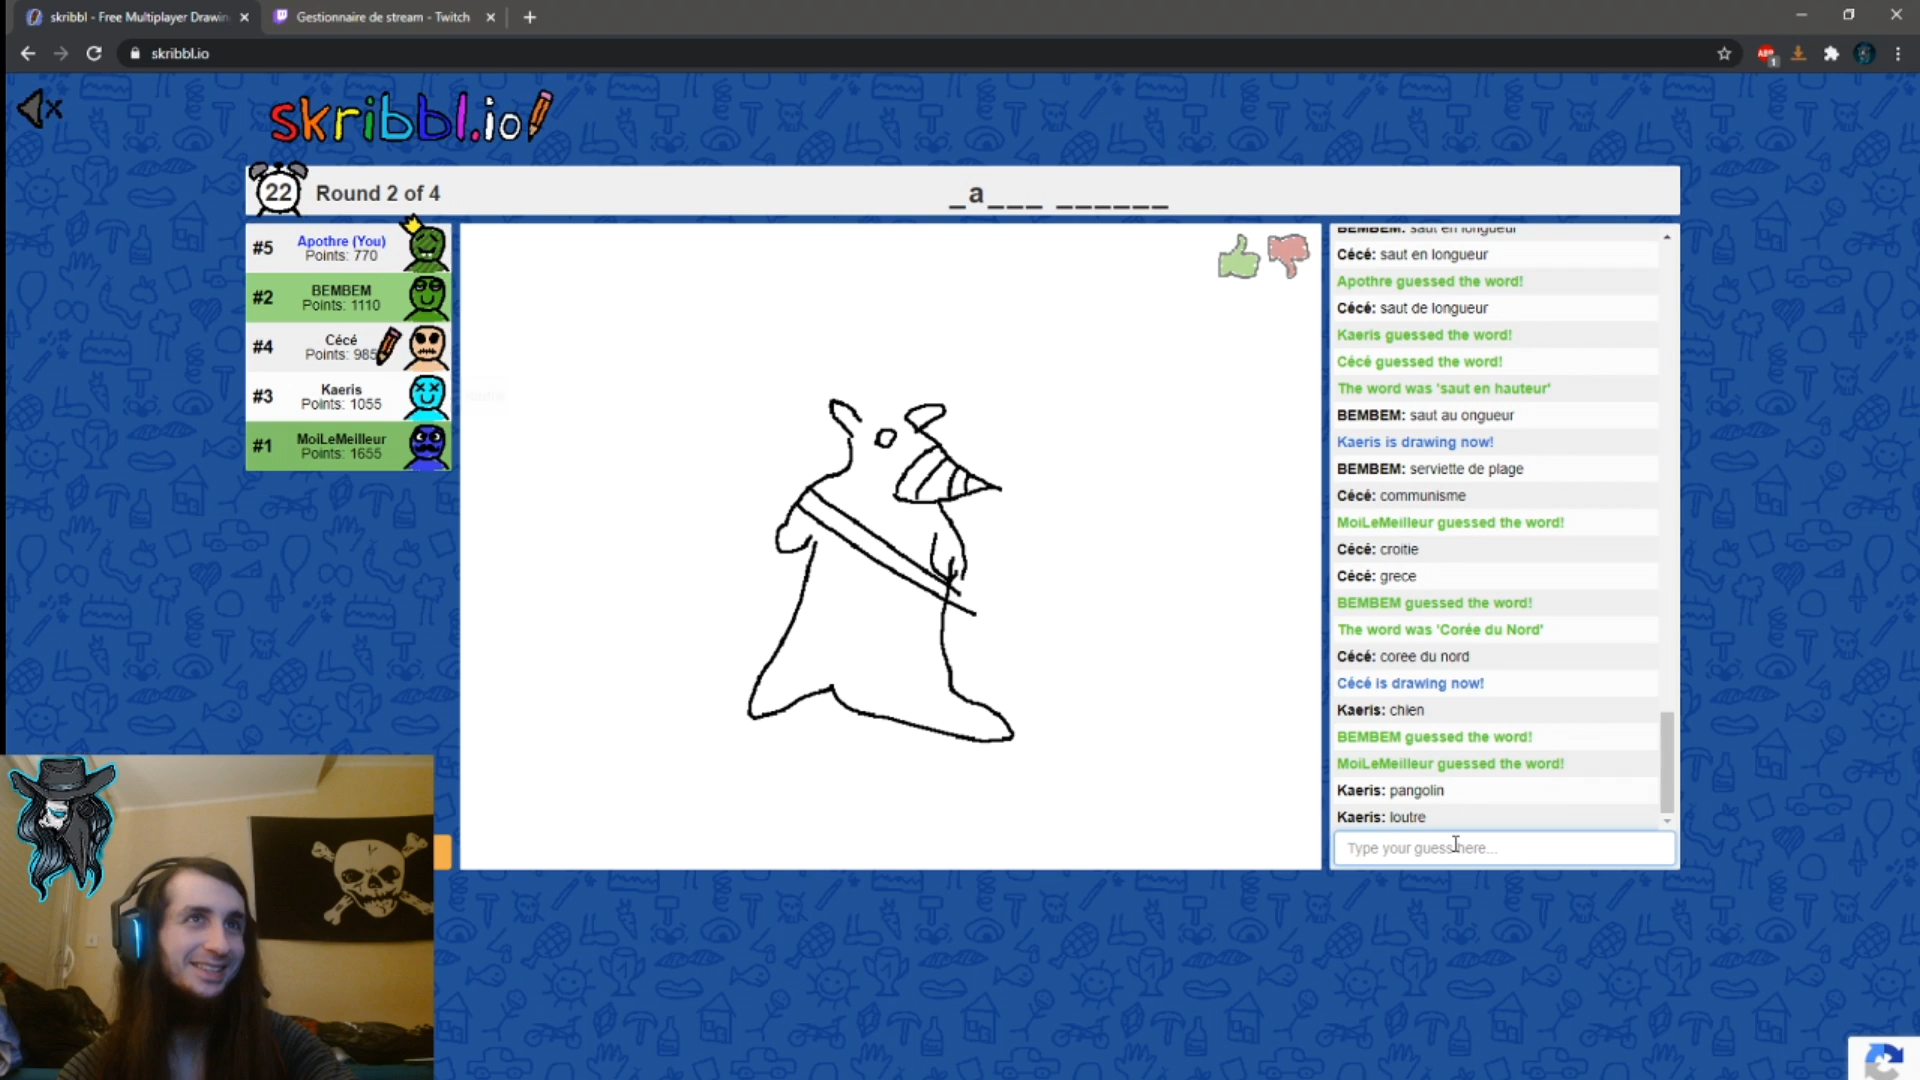 skribbl - Free Multiplayer Drawin
Gestionnaire de stream - Twitch
skribbl.io
ABP
1
skribbl.io
22
Round 2 of 4
_a___ ______
#5
Apothre (You)
Points: 770
#2
BEMBEM
Points: 1110
#4
Cécé
Points: 985
#3
Kaeris
Points: 1055
#1
MoiLeMeilleur
Points: 1655
BEMBEM: saut en longueur
Cécé: saut en longueur
Apothre guessed the word!
Cécé: saut de longueur
Kaeris guessed the word!
Cécé guessed the word!
The word was 'saut en hauteur'
BEMBEM: saut au ongueur
Kaeris is drawing now!
BEMBEM: serviette de plage
Cécé: communisme
MoiLeMeilleur guessed the word!
Cécé: croitie
Cécé: grece
BEMBEM guessed the word!
The word was 'Corée du Nord'
Cécé: coree du nord
Cécé is drawing now!
Kaeris: chien
BEMBEM guessed the word!
MoiLeMeilleur guessed the word!
Kaeris: pangolin
Kaeris: loutre
Type your guess here...